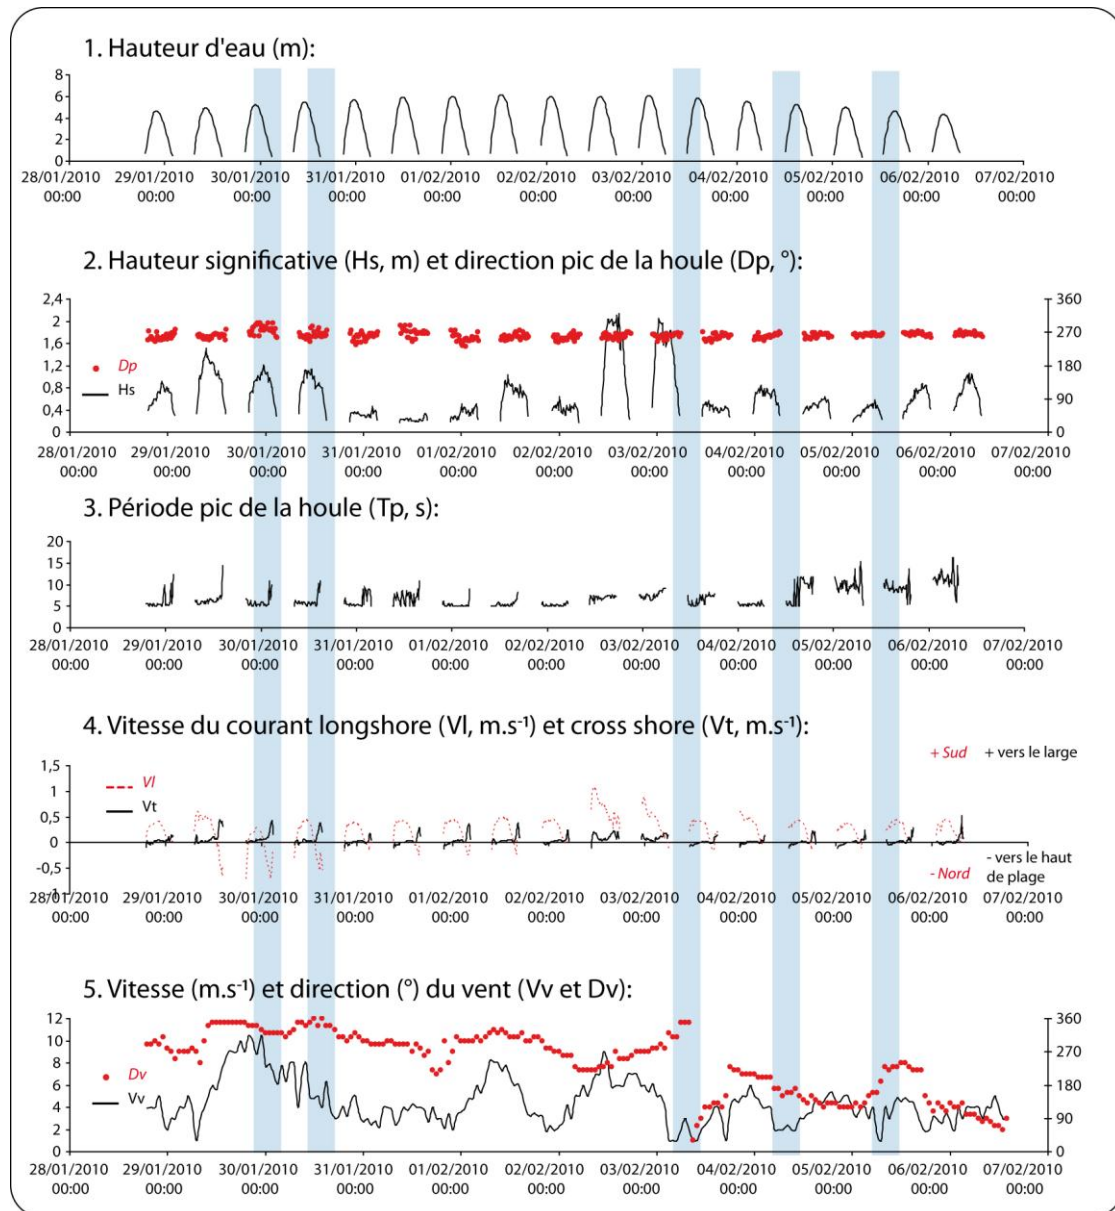 1. Hauteur d'eau (m):
8
6
4
2
0
28/01/2010 29/01/2010 30/01/2010 31/01/2010 01/02/2010 02/02/2010 03/02/2010 04/02/2010 05/02/2010 06/02/2010 07/02/2010
00:00 00:00 00:00 00:00 00:00 00:00 00:00 00:00 00:00 00:00 00:00
2. Hauteur significative (Hs, m) et direction pic de la houle (Dp, °):
2,4 360
2
1,6 270
1,2 180
Dp
0,8
Hs
0,4 90
0 0
28/01/2010 29/01/2010 30/01/2010 31/01/2010 01/02/2010 02/02/2010 03/02/2010 04/02/2010 05/02/2010 06/02/2010 07/02/2010
00:00 00:00 00:00 00:00 00:00 00:00 00:00 00:00 00:00 00:00 00:00
3. Période pic de la houle (Tp, s):
20
15
10
5
0
28/01/2010 29/01/2010 30/01/2010 31/01/2010 01/02/2010 02/02/2010 03/02/2010 04/02/2010 05/02/2010 06/02/2010 07/02/2010
00:00 00:00 00:00 00:00 00:00 00:00 00:00 00:00 00:00 00:00 00:00
4. Vitesse du courant longshore (Vl, m.s⁻¹) et cross shore (Vt, m.s⁻¹):
+ Sud + vers le large
1,5
Vl
1
Vt
0,5
0
-0,5
- Nord - vers le haut
de plage
-1
28/01/2010 29/01/2010 30/01/2010 31/01/2010 01/02/2010 02/02/2010 03/02/2010 04/02/2010 05/02/2010 06/02/2010 07/02/2010
00:00 00:00 00:00 00:00 00:00 00:00 00:00 00:00 00:00 00:00 00:00
5. Vitesse (m.s⁻¹) et direction (°) du vent (Vv et Dv):
12 360
10
8 270
Dv
6 180
Vv
4
90
2
0 0
28/01/2010 29/01/2010 30/01/2010 31/01/2010 01/02/2010 02/02/2010 03/02/2010 04/02/2010 05/02/2010 06/02/2010 07/02/2010
00:00 00:00 00:00 00:00 00:00 00:00 00:00 00:00 00:00 00:00 00:00